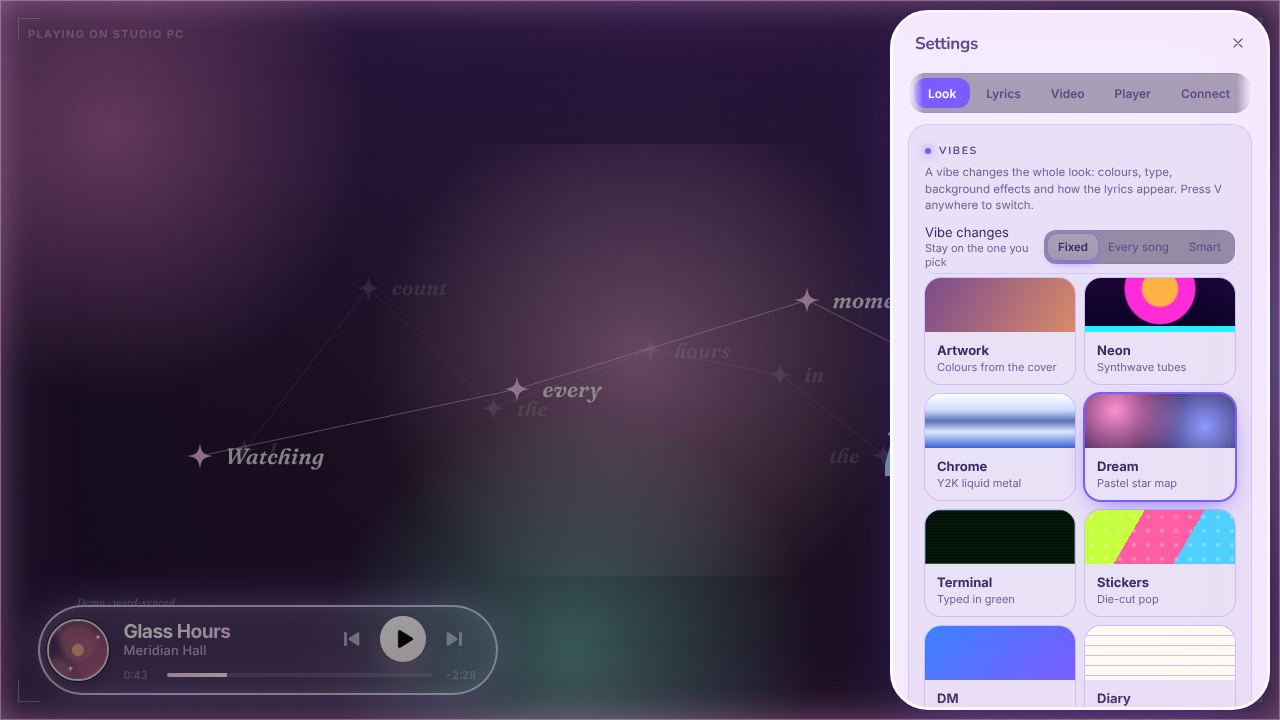 PLAYING ON STUDIO PC
count
mome
hours
in
every
the
Watching
the
Demo · word-synced
Glass Hours
Meridian Hall
0:43
-2:28
Settings
Look Lyrics Video Player Connect
VIBES
A vibe changes the whole look: colours, type,
background effects and how the lyrics appear. Press V
anywhere to switch.
Vibe changes
Stay on the one you
pick
Fixed Every song Smart
Artwork
Colours from the cover
Neon
Synthwave tubes
Chrome
Y2K liquid metal
Dream
Pastel star map
Terminal
Typed in green
Stickers
Die-cut pop
DM
Diary